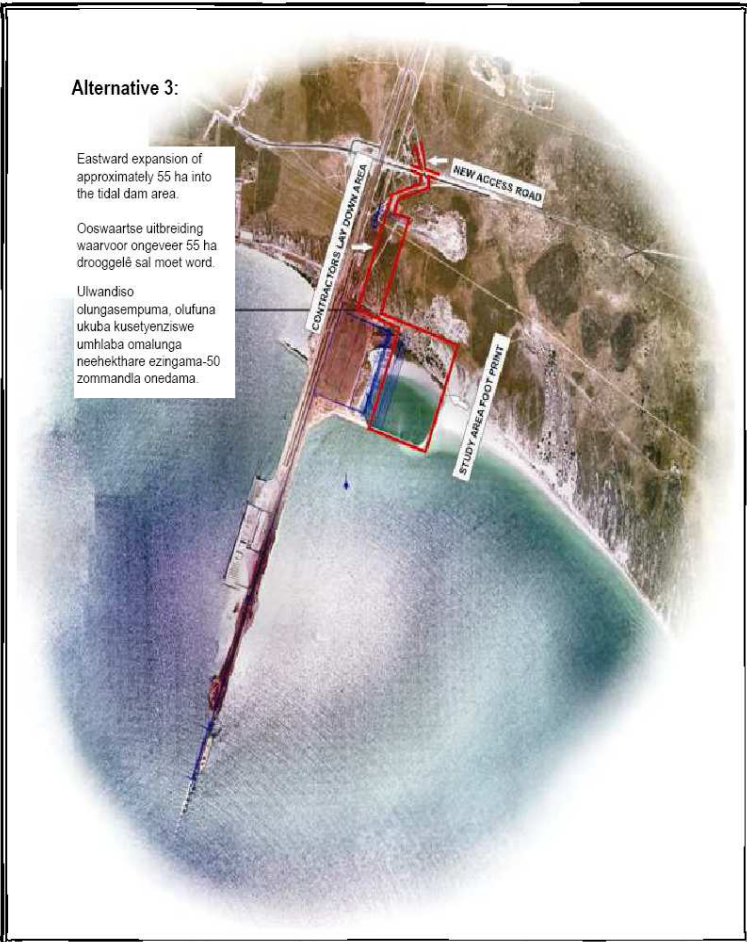 Alternative 3:
Eastward expansion of
approximately 55 ha into
the tidal dam area.
Ooswaartse uitbreiding
waarvoor ongeveer 55 ha
drooggelê sal moet word.
Ulwandiso
olungasempuma, olufuna
ukuba kusetyenziswe
umhlaba omalunga
neehekthare ezingama-50
zommandla onedama.
CONTRACTORS LAY DOWN AREA
NEW ACCESS ROAD
STUDY AREA FOOT PRINT